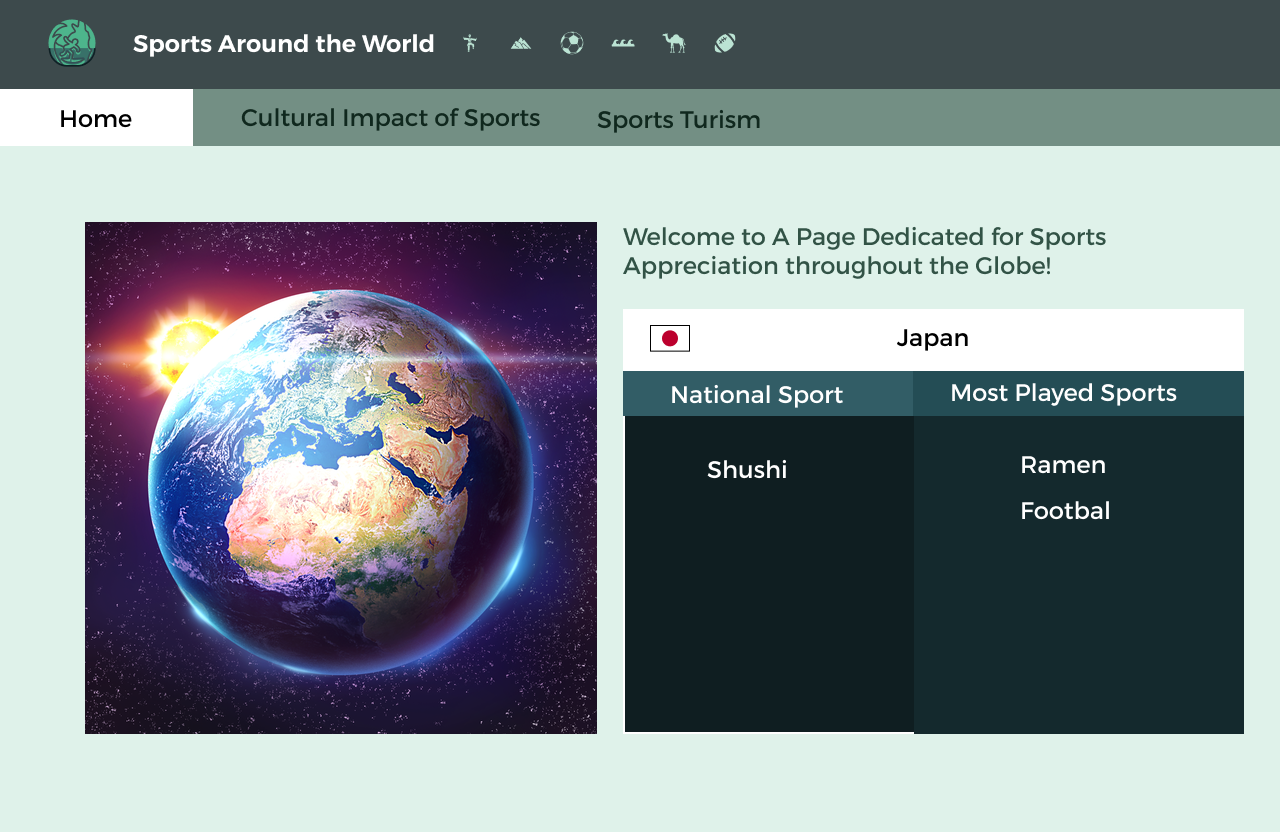 Sports Around the World
Home
Cultural Impact of Sports
Sports Turism
Welcome to A Page Dedicated for Sports
Appreciation throughout the Globe!
Japan
National Sport
Most Played Sports
Shushi
Ramen
Footbal